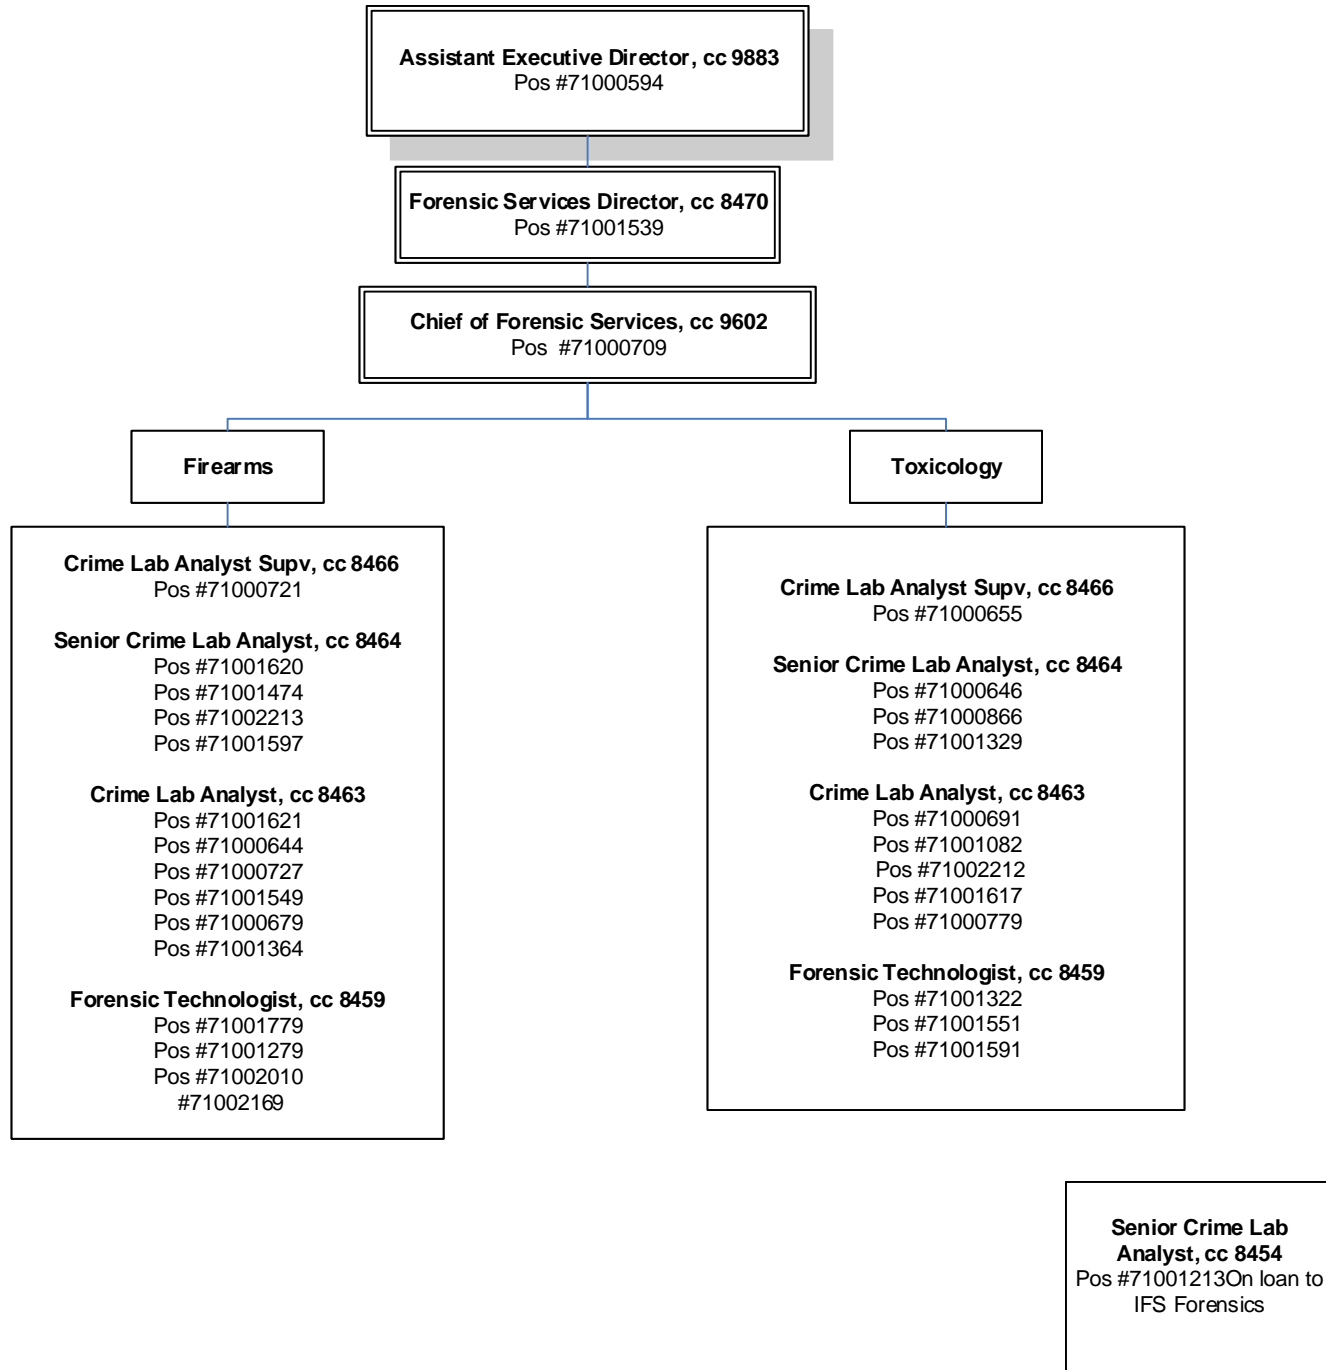 Assistant Executive Director, cc 9883
Pos #71000594
Forensic Services Director, cc 8470
Pos #71001539
Chief of Forensic Services, cc 9602
Pos #71000709
Firearms
Crime Lab Analyst Supv, cc 8466
Pos #71000721
Senior Crime Lab Analyst, cc 8464
Pos #71001620
Pos #71001474
Pos #71002213
Pos #71001597
Crime Lab Analyst, cc 8463
Pos #71001621
Pos #71000644
Pos #71000727
Pos #71001549
Pos #71000679
Pos #71001364
Forensic Technologist, cc 8459
Pos #71001779
Pos #71001279
Pos #71002010
#71002169
Toxicology
Crime Lab Analyst Supv, cc 8466
Pos #71000655
Senior Crime Lab Analyst, cc 8464
Pos #71000646
Pos #71000866
Pos #71001329
Crime Lab Analyst, cc 8463
Pos #71000691
Pos #71001082
Pos #71002212
Pos #71001617
Pos #71000779
Forensic Technologist, cc 8459
Pos #71001322
Pos #71001551
Pos #71001591
Senior Crime Lab
Analyst, cc 8454
Pos #71001213On loan to
IFS Forensics